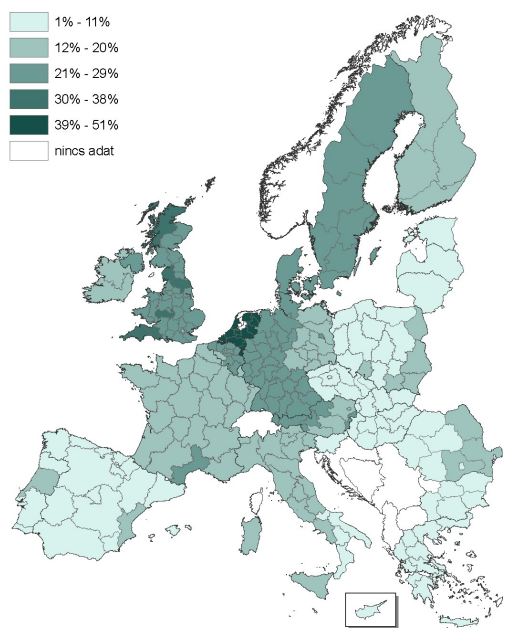 1% - 11%
12% - 20%
21% - 29%
30% - 38%
39% - 51%
nincs adat